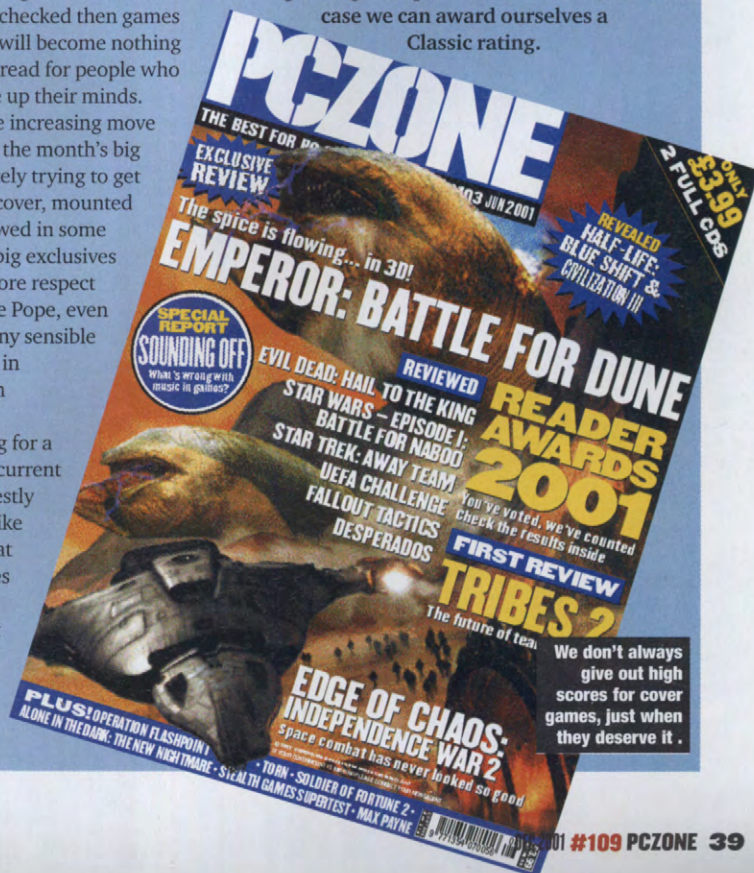 checked then games
will become nothing
read for people who
up their minds.
increasing move
the month's big
ely trying to get
cover, mounted
wed in some
big exclusives
ore respect
e Pope, even
ny sensible
in
g for a
current
estly
ike
at
es
case we can award ourselves a
Classic rating.
PCZONE
THE BEST FOR
JUN 2001
ONLY
£3.99
2 FULL CDS
EXCLUSIVE
REVIEW
REVEALED
HALF-LIFE:
BLUE SHIFT &
CIVILIZATION III
The spice is flowing... in 3D!
EMPEROR: BATTLE FOR DUNE
SPECIAL
REPORT
SOUNDING OFF
What's wrong with
music in games?
REVIEWED
EVIL DEAD: HAIL TO THE KING
STAR WARS – EPISODE I:
BATTLE FOR NABOO
STAR TREK: AWAY TEAM
UEFA CHALLENGE
FALLOUT TACTICS
DESPERADOS
READER
AWARDS
2001
You've voted, we've counted
check the results inside
FIRST REVIEW
TRIBES 2
The future of tea
We don't always
give out high
scores for cover
games, just when
they deserve it .
EDGE OF CHAOS:
INDEPENDENCE WAR 2
Space combat has never looked so good
PLUS! OPERATION FLASHPOINT • TORN • SOLDIER OF FORTUNE 2 •
ALONE IN THE DARK: THE NEW NIGHTMARE • STEALTH GAMES SUPERTEST • MAX PAYNE
9 771354 070056
2001 #109 PCZONE 39